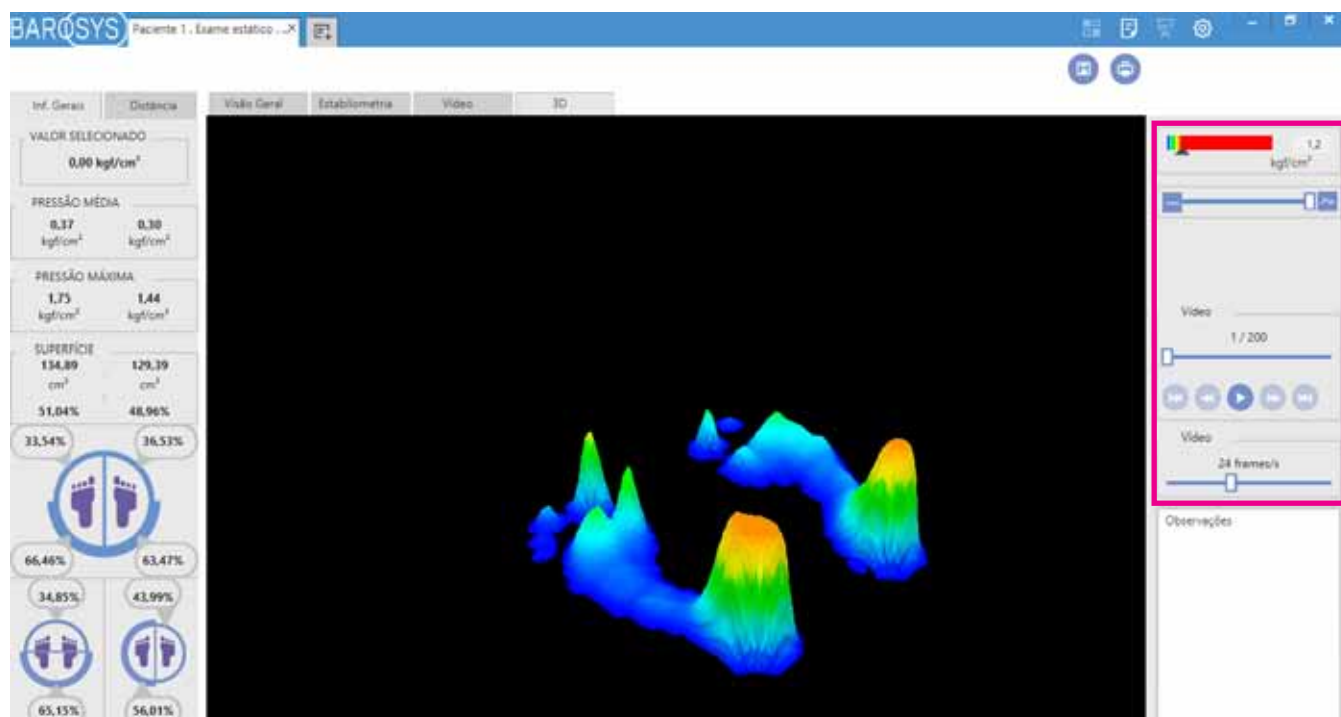 BAROSYS
Paciente 1 . Exame estático ...X
Inf. Gerais
Distância
Visão Geral
Estabilometria
Vídeo
3D
VALOR SELECIONADO
0,00 kgf/cm²
PRESSÃO MÉDIA
0,37 0,30
kgf/cm² kgf/cm²
PRESSÃO MÁXIMA
1,75 1,44
kgf/cm² kgf/cm²
SUPERFÍCIE
134,89 129,39
cm² cm²
51,04% 48,96%
33,54% 36,53%
66,46% 63,47%
34,85% 43,99%
65,15% 56,01%
1,2
kgf/cm²
Vídeo
1 / 200
Vídeo
24 frames/s
Observações